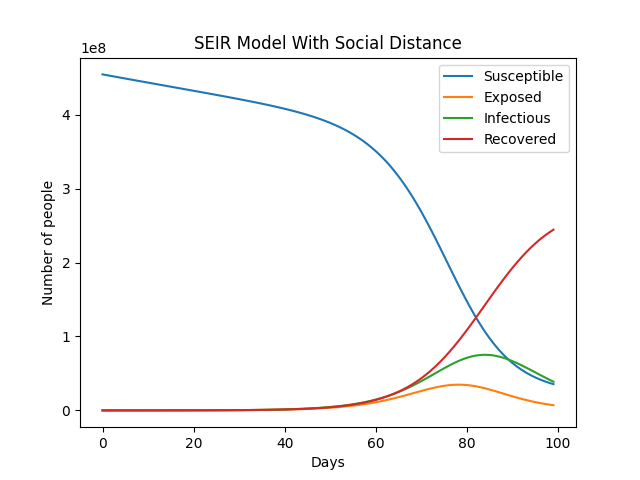 SEIR Model With Social Distance
1e8
Susceptible
Exposed
Infectious
Recovered
4
3
2
1
0
Number of people
0 20 40 60 80 100
Days